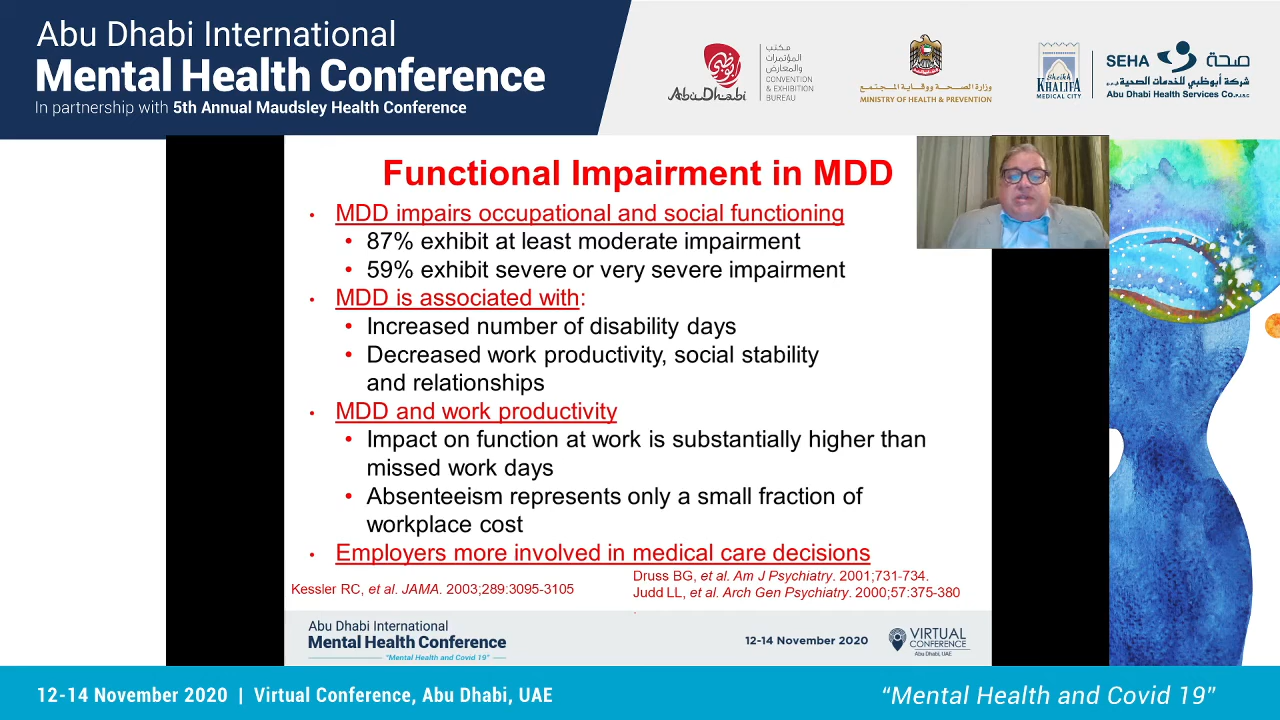 Abu Dhabi International
Mental Health Conference
In partnership with 5th Annual Maudsley Health Conference
AbuDhabi
مكتب
المؤتمرات
والمعارض
CONVENTION
& EXHIBITION
BUREAU
وزارة الصحة ووقاية المجتمع
MINISTRY OF HEALTH & PREVENTION
Sheikh
KHALIFA
MEDICAL CITY
SEHA صحة
شركة أبوظبي للخدمات الصحية ش.م.ع
Abu Dhabi Health Services Co. PJSC
Functional Impairment in MDD
• MDD impairs occupational and social functioning
• 87% exhibit at least moderate impairment
• 59% exhibit severe or very severe impairment
• MDD is associated with:
• Increased number of disability days
• Decreased work productivity, social stability
and relationships
• MDD and work productivity
• Impact on function at work is substantially higher than
missed work days
• Absenteeism represents only a small fraction of
workplace cost
• Employers more involved in medical care decisions
Kessler RC, et al. JAMA. 2003;289:3095-3105
Druss BG, et al. Am J Psychiatry. 2001;731-734.
Judd LL, et al. Arch Gen Psychiatry. 2000;57:375-380
.
Abu Dhabi International
Mental Health Conference
"Mental Health and Covid 19"
12-14 November 2020
VIRTUAL
CONFERENCE
Abu Dhabi, UAE
12-14 November 2020 | Virtual Conference, Abu Dhabi, UAE
“Mental Health and Covid 19”